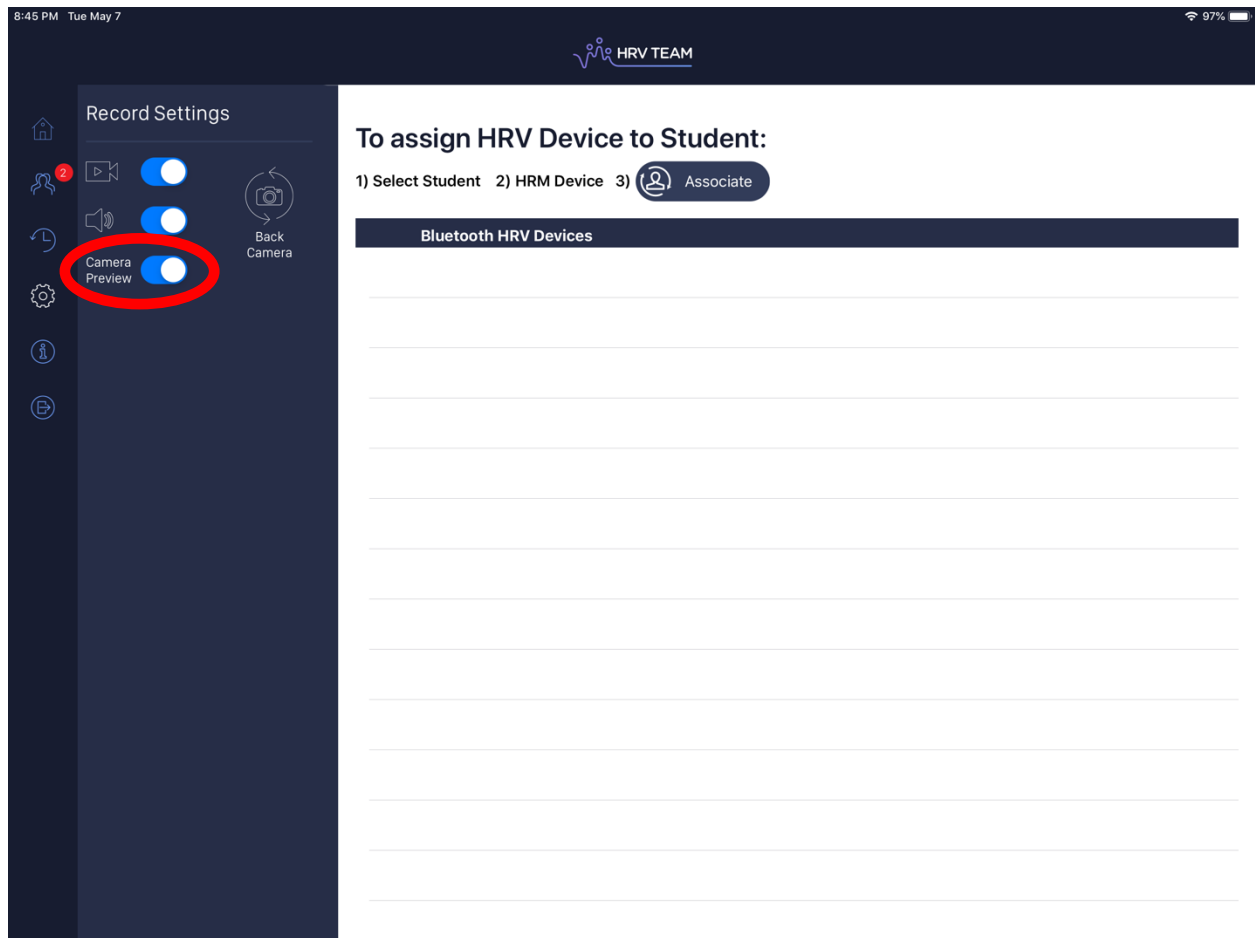 8:45 PM Tue May 7
97%
HRV TEAM
Record Settings
2
Back
Camera
Camera
Preview
To assign HRV Device to Student:
1) Select Student 2) HRM Device 3) Associate
Bluetooth HRV Devices